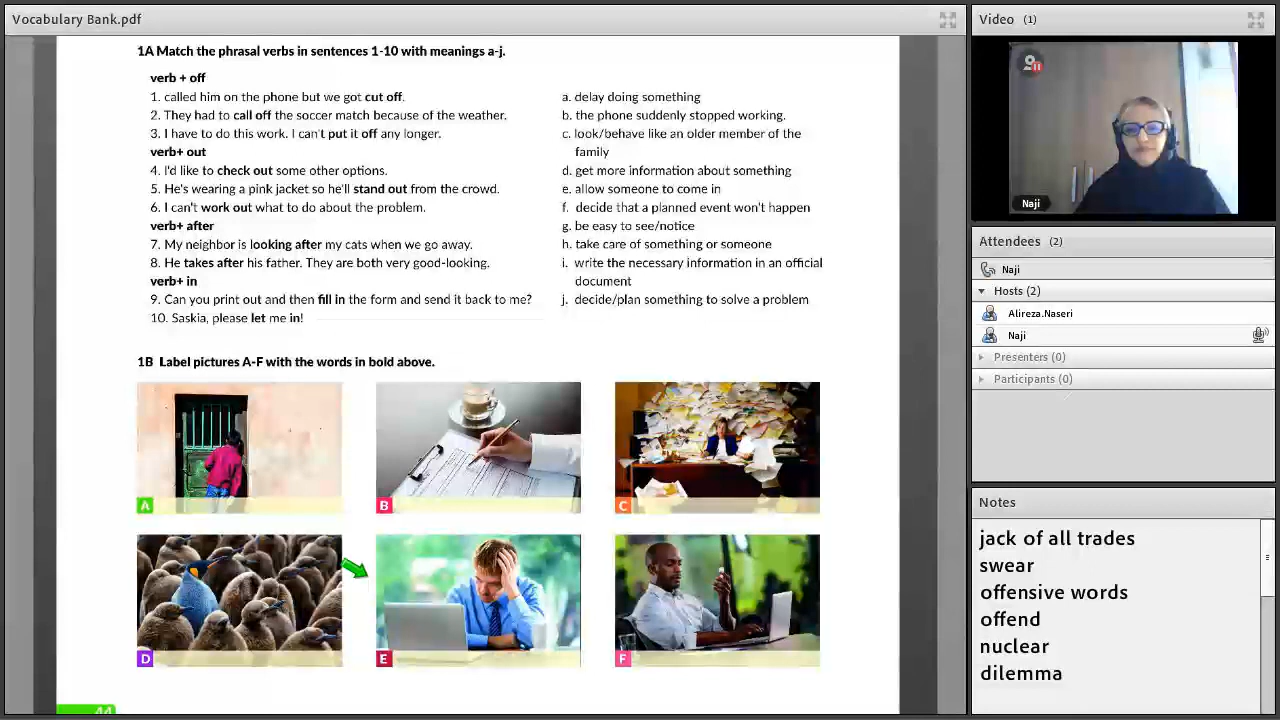 Vocabulary Bank.pdf
1A Match the phrasal verbs in sentences 1-10 with meanings a-j.
verb + off
1. called him on the phone but we got cut off.
2. They had to call off the soccer match because of the weather.
3. I have to do this work. I can't put it off any longer.
verb+ out
4. I'd like to check out some other options.
5. He's wearing a pink jacket so he'll stand out from the crowd.
6. I can't work out what to do about the problem.
verb+ after
7. My neighbor is looking after my cats when we go away.
8. He takes after his father. They are both very good-looking.
verb+ in
9. Can you print out and then fill in the form and send it back to me?
10. Saskia, please let me in!
a. delay doing something
b. the phone suddenly stopped working.
c. look/behave like an older member of the
family
d. get more information about something
e. allow someone to come in
f. decide that a planned event won't happen
g. be easy to see/notice
h. take care of something or someone
i. write the necessary information in an official
document
j. decide/plan something to solve a problem
1B Label pictures A-F with the words in bold above.
A
B
C
D
E
F
44
Video (1)
Naji
Attendees (2)
Naji
Hosts (2)
Alireza.Naseri
Naji
Presenters (0)
Participants (0)
Notes
jack of all trades
swear
offensive words
offend
nuclear
dilemma